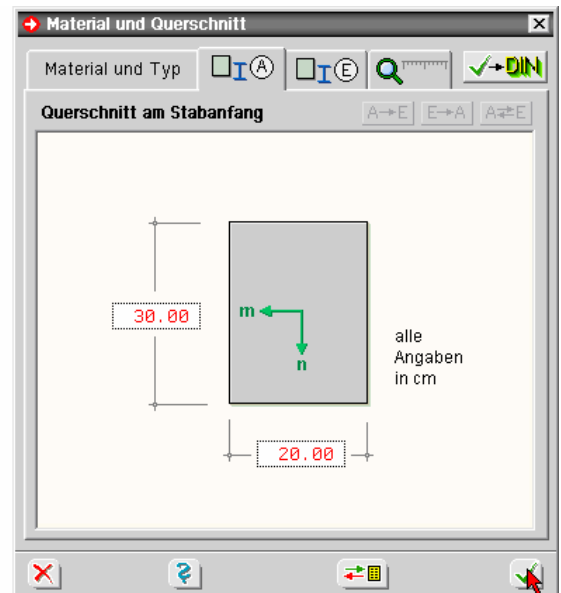 Material und Querschnitt
Material und Typ
A
E
DIN
Querschnitt am Stabanfang
A→E
E→A
A⇄E
30.00
m
n
alle
Angaben
in cm
20.00